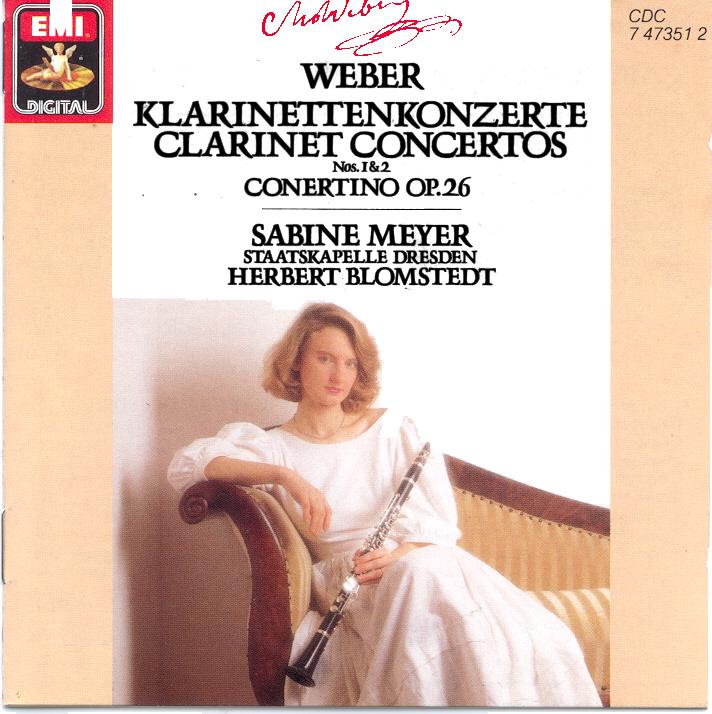 EMI
DIGITAL
CDC
7 47351 2
WEBER
KLARINETTENKONZERTE
CLARINET CONCERTOS
Nos. 1 & 2
CONERTINO OP.26
SABINE MEYER
STAATSKAPELLE DRESDEN
HERBERT BLOMSTEDT